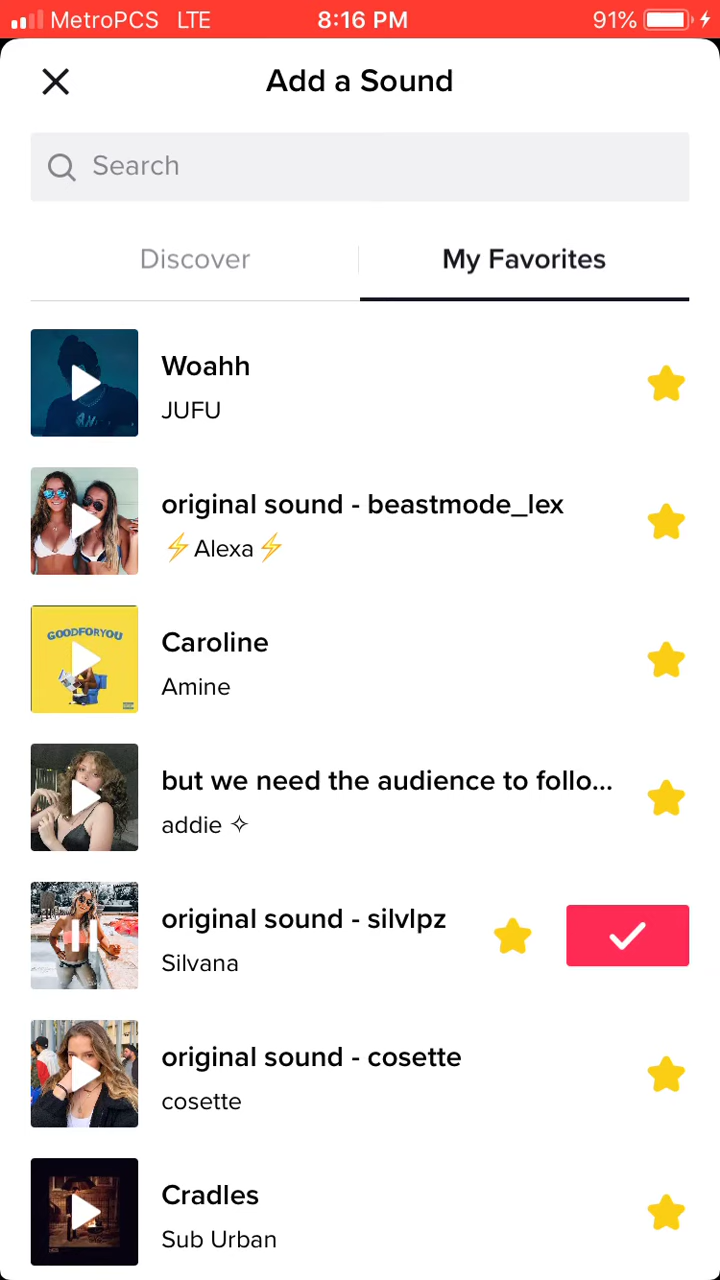 MetroPCS LTE 8:16 PM 91%
Add a Sound
Search
Discover My Favorites
Woahh
JUFU
original sound - beastmode_lex
⚡Alexa⚡
GOODFORYOU
Caroline
Amine
but we need the audience to follo...
addie ✧
original sound - silvlpz
Silvana
original sound - cosette
cosette
Cradles
Sub Urban